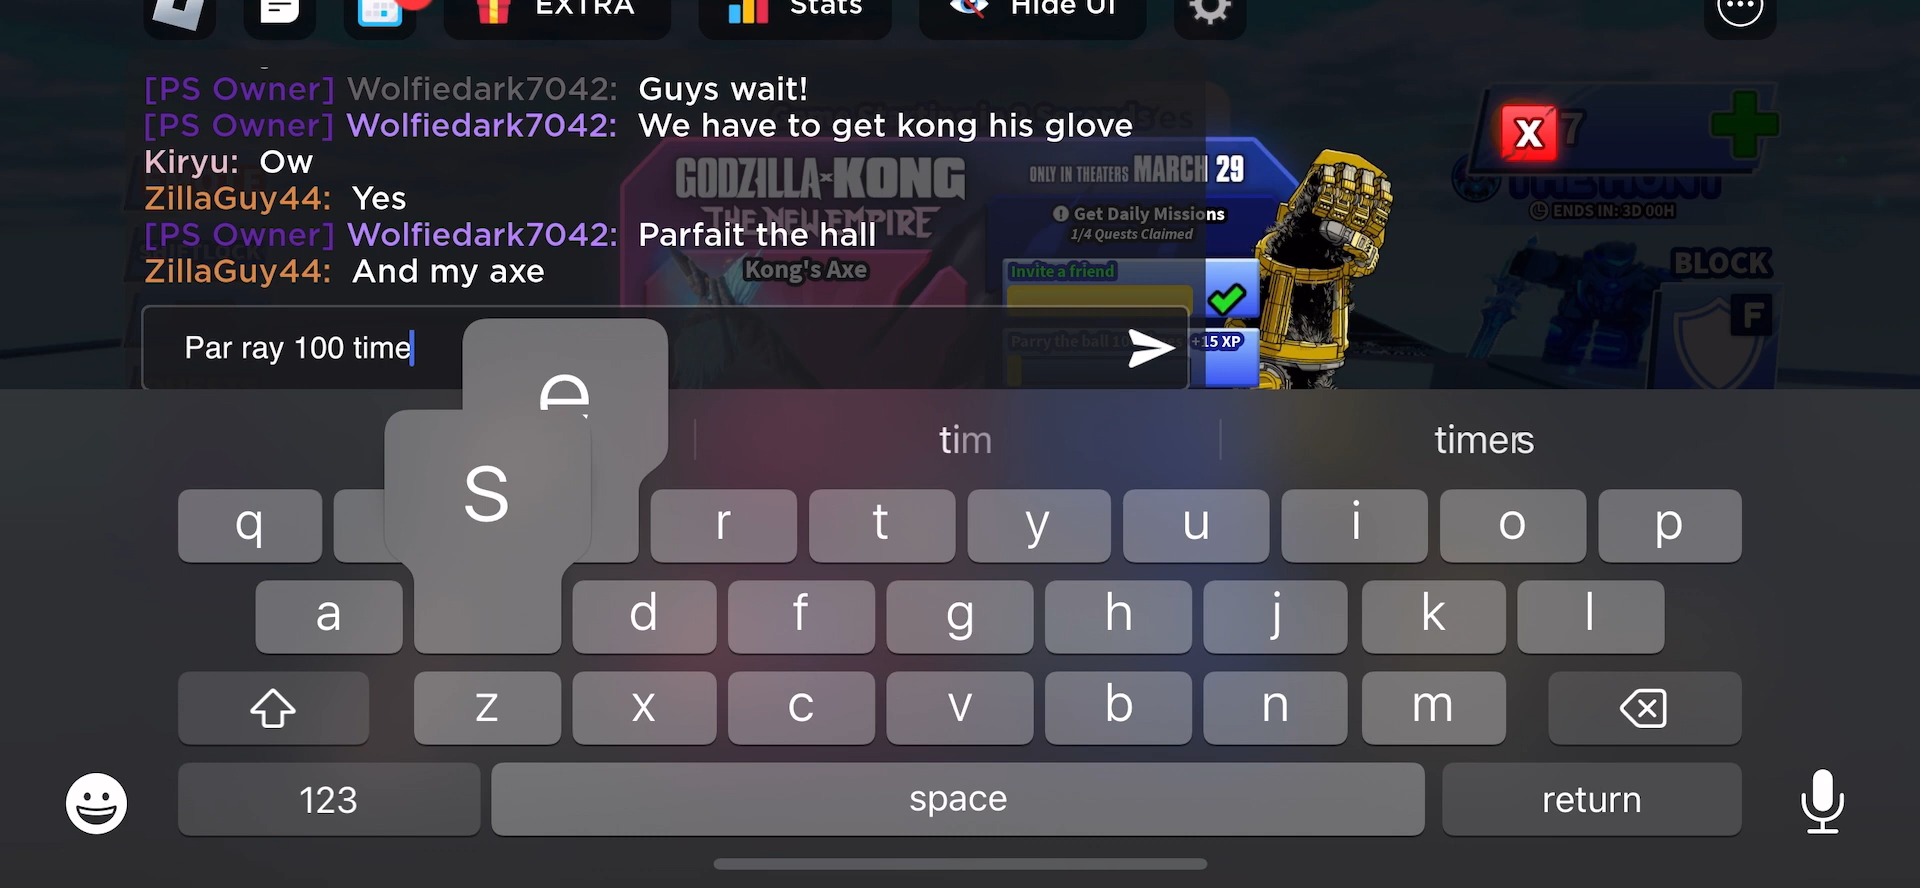 EXTRA
Stats
Hide UI
[PS Owner] Wolfiedark7042: Guys wait!
[PS Owner] Wolfiedark7042: We have to get kong his glove
Kiryu: Ow
ZillaGuy44: Yes
[PS Owner] Wolfiedark7042: Parfait the hall
ZillaGuy44: And my axe
GODZILLA x KONG
THE NEW EMPIRE
Kong's Axe
ONLY IN THEATERS MARCH 29
Get Daily Missions
1/4 Quests Claimed
Invite a friend
+15 XP
X
7
THE HUNT
ENDS IN: 3D 00H
BLOCK
F
Par ray 100 time
e
S
tim
timers
q r t y u i o p
a d f g h j k l
z x c v b n m
123 space return